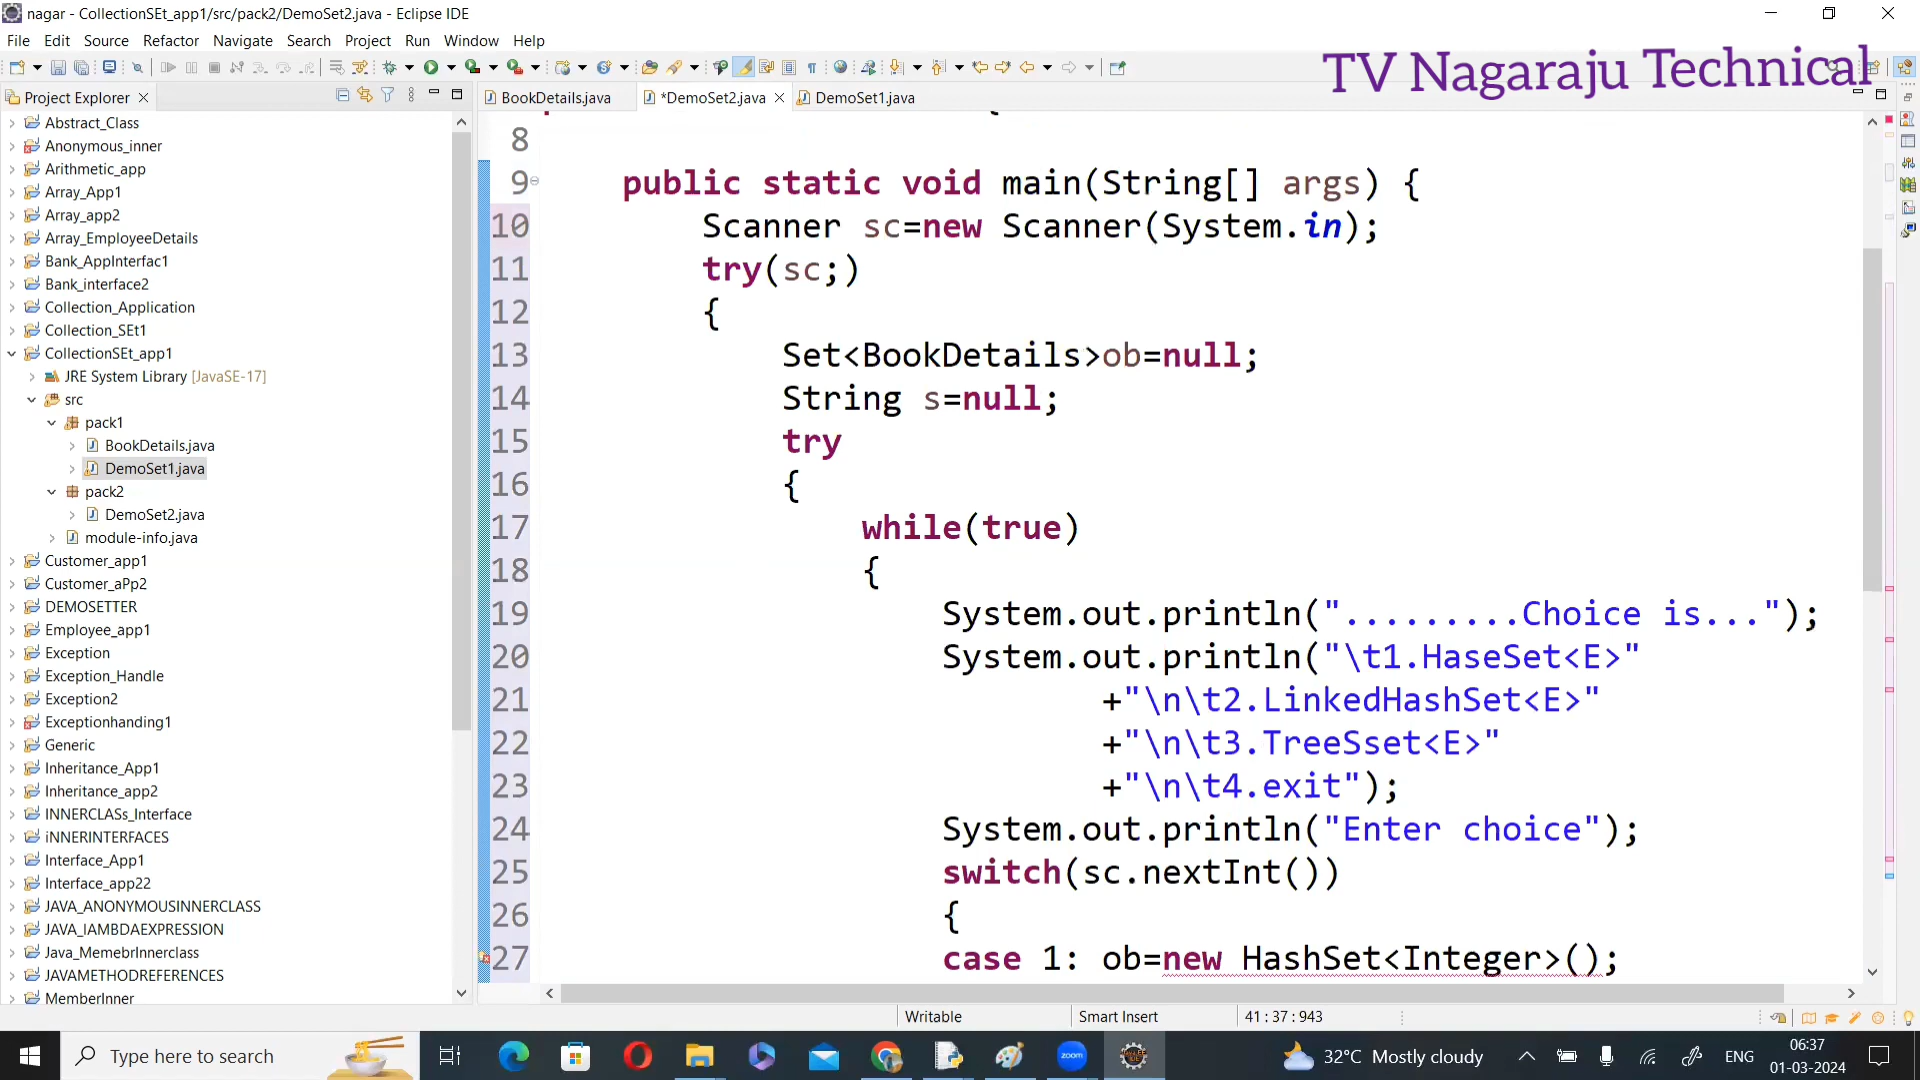 nagar - CollectionSEt_app1/src/pack2/DemoSet2.java - Eclipse IDE
File Edit Source Refactor Navigate Search Project Run Window Help
TV Nagaraju Technical
Project Explorer
BookDetails.java
*DemoSet2.java
DemoSet1.java
Abstract_Class
Anonymous_inner
Arithmetic_app
Array_App1
Array_app2
Array_EmployeeDetails
Bank_AppInterfac1
Bank_interface2
Collection_Application
Collection_SEt1
CollectionSEt_app1
JRE System Library [JavaSE-17]
src
pack1
BookDetails.java
DemoSet1.java
pack2
DemoSet2.java
module-info.java
Customer_app1
Customer_aPp2
DEMOSETTER
Employee_app1
Exception
Exception_Handle
Exception2
Exceptionhanding1
Generic
Inheritance_App1
Inheritance_app2
INNERCLASs_Interface
iNNERINTERFACES
Interface_App1
Interface_app22
JAVA_ANONYMOUSINNERCLASS
JAVA_lAMBDAEXPRESSION
Java_MemebrInnerclass
JAVAMETHODREFERENCES
MemberInner
8
9 public static void main(String[] args) {
10 Scanner sc=new Scanner(System.in);
11 try(sc;)
12 {
13 Set<BookDetails>ob=null;
14 String s=null;
15 try
16 {
17 while(true)
18 {
19 System.out.println(".........Choice is...");
20 System.out.println("\t1.HaseSet<E>"
21 +"\n\t2.LinkedHashSet<E>"
22 +"\n\t3.TreeSset<E>"
23 +"\n\t4.exit");
24 System.out.println("Enter choice");
25 switch(sc.nextInt())
26 {
27 case 1: ob=new HashSet<Integer>();
Writable
Smart Insert
41 : 37 : 943
Type here to search
zoom
32°C Mostly cloudy
ENG
06:37
01-03-2024